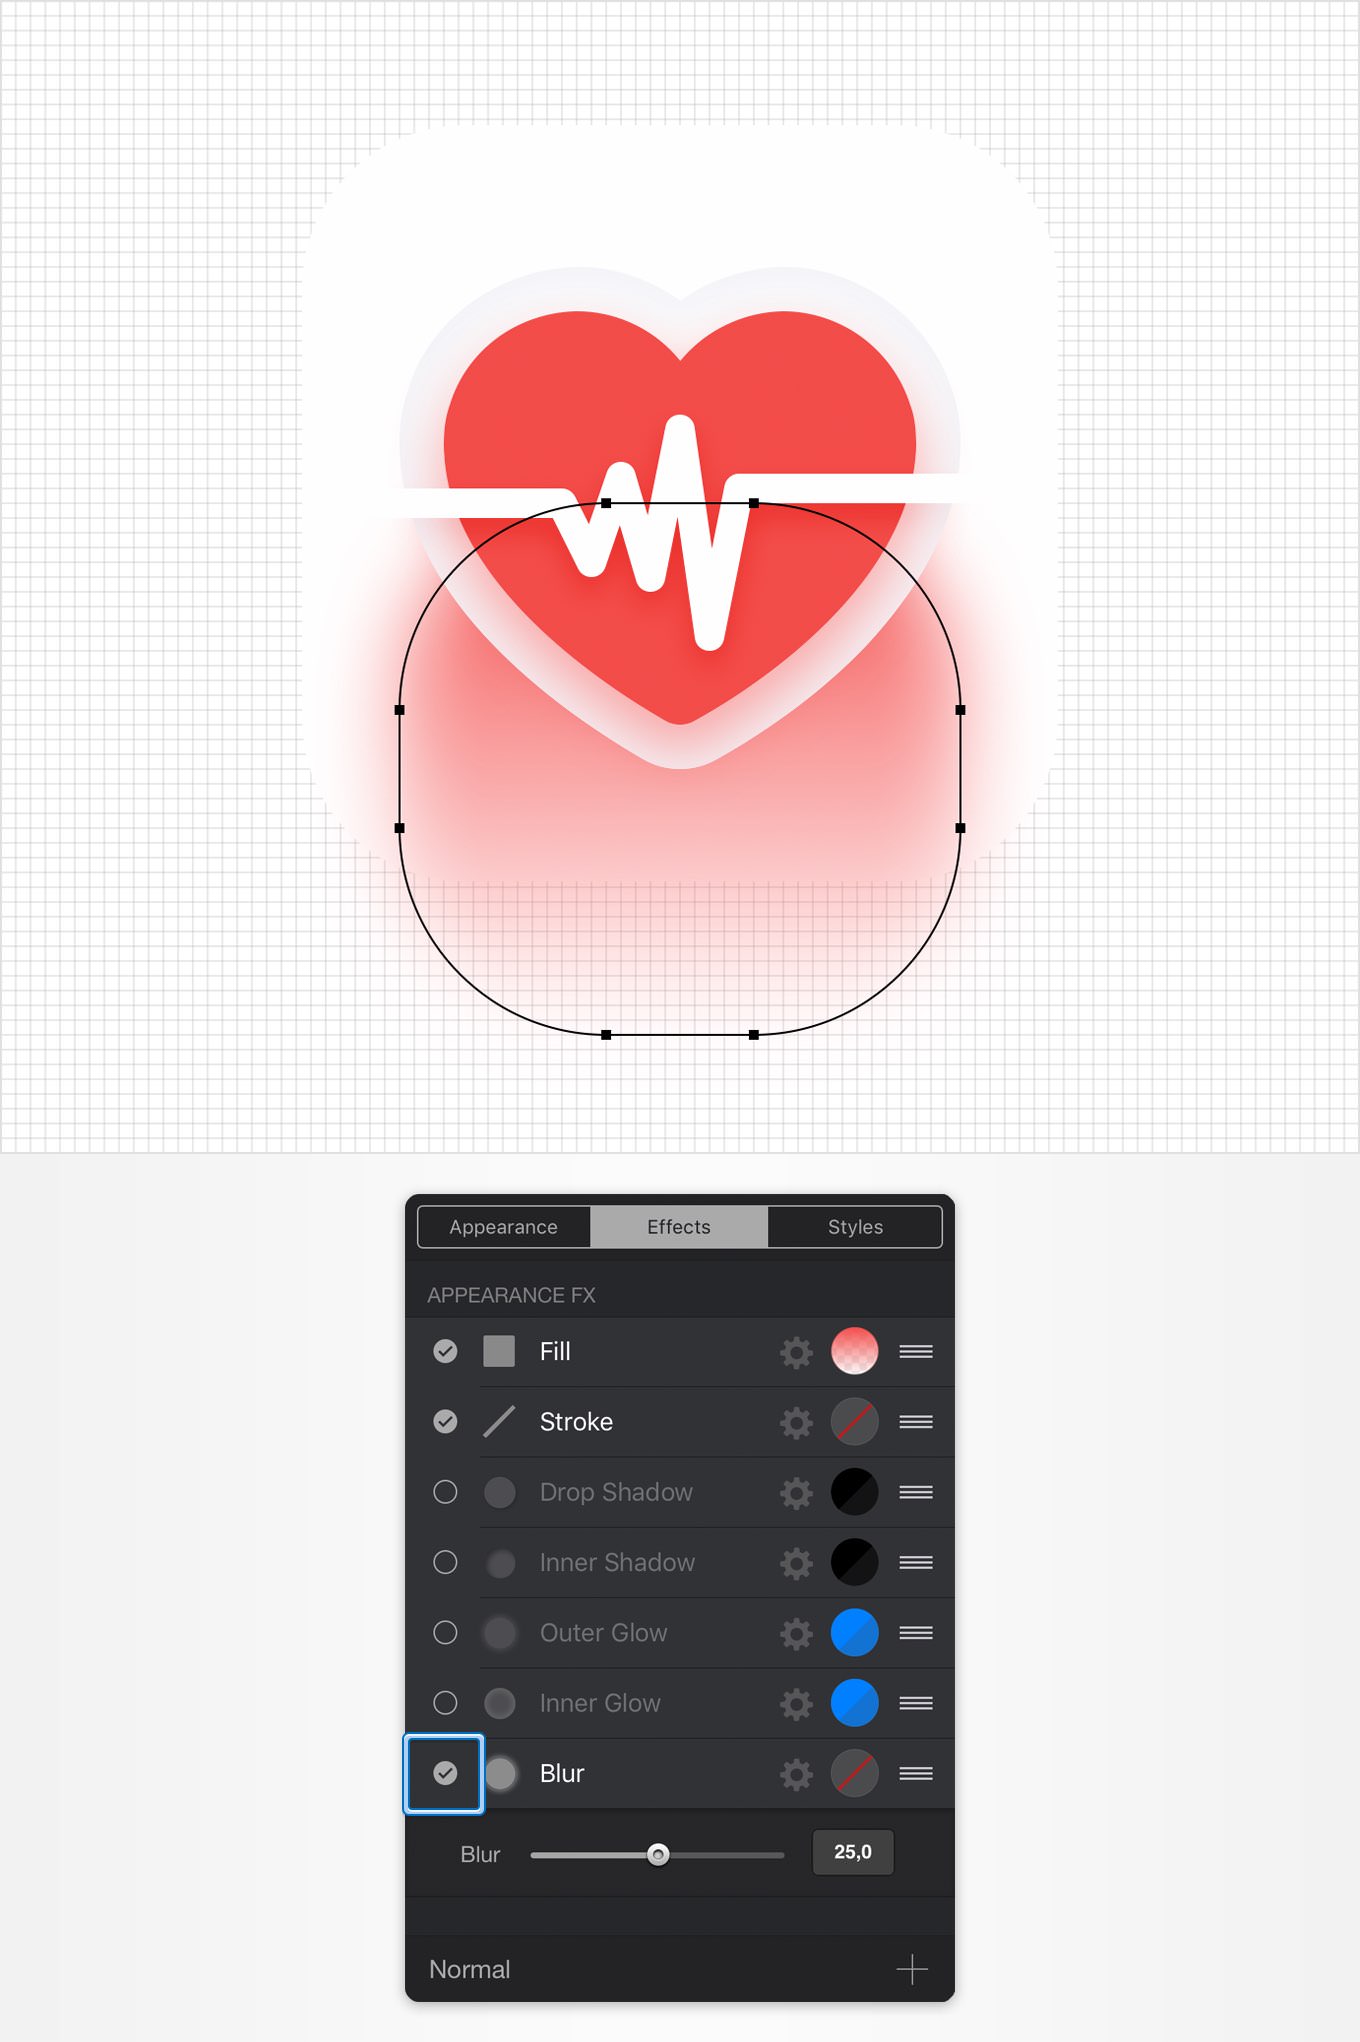 Appearance Effects Styles
APPEARANCE FX
Fill
Stroke
Drop Shadow
Inner Shadow
Outer Glow
Inner Glow
Blur
Blur 25,0
Normal